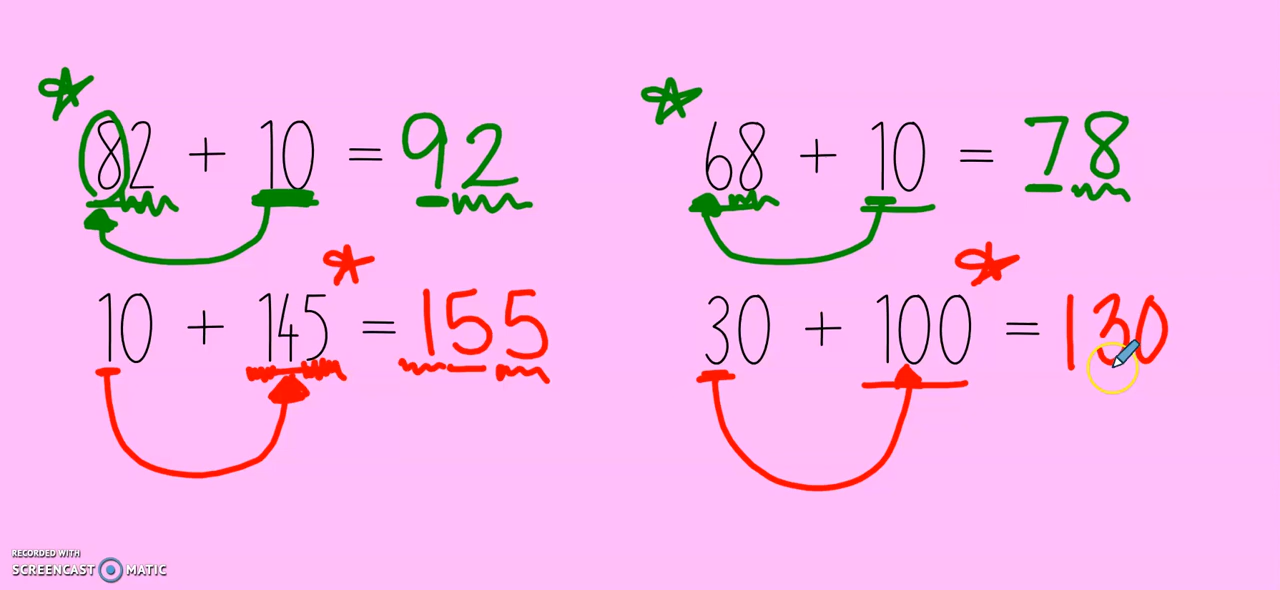 82 + 10 = 92
68 + 10 = 78
10 + 145 = 155
30 + 100 = 130
RECORDED WITH
SCREENCAST MATIC